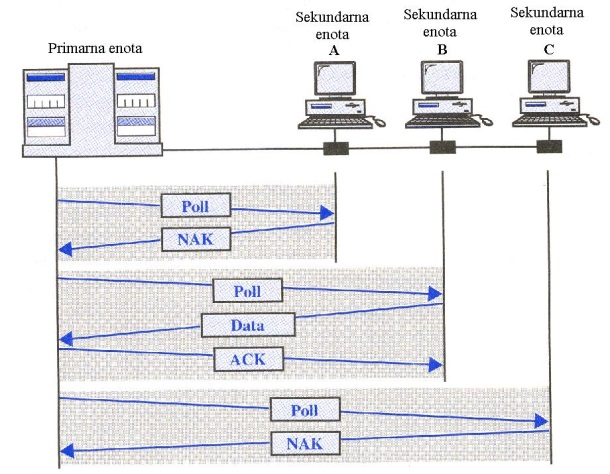 Primarna enota
Sekundarna
enota
A
Sekundarna
enota
B
Sekundarna
enota
C
Poll
NAK
Poll
Data
ACK
Poll
NAK